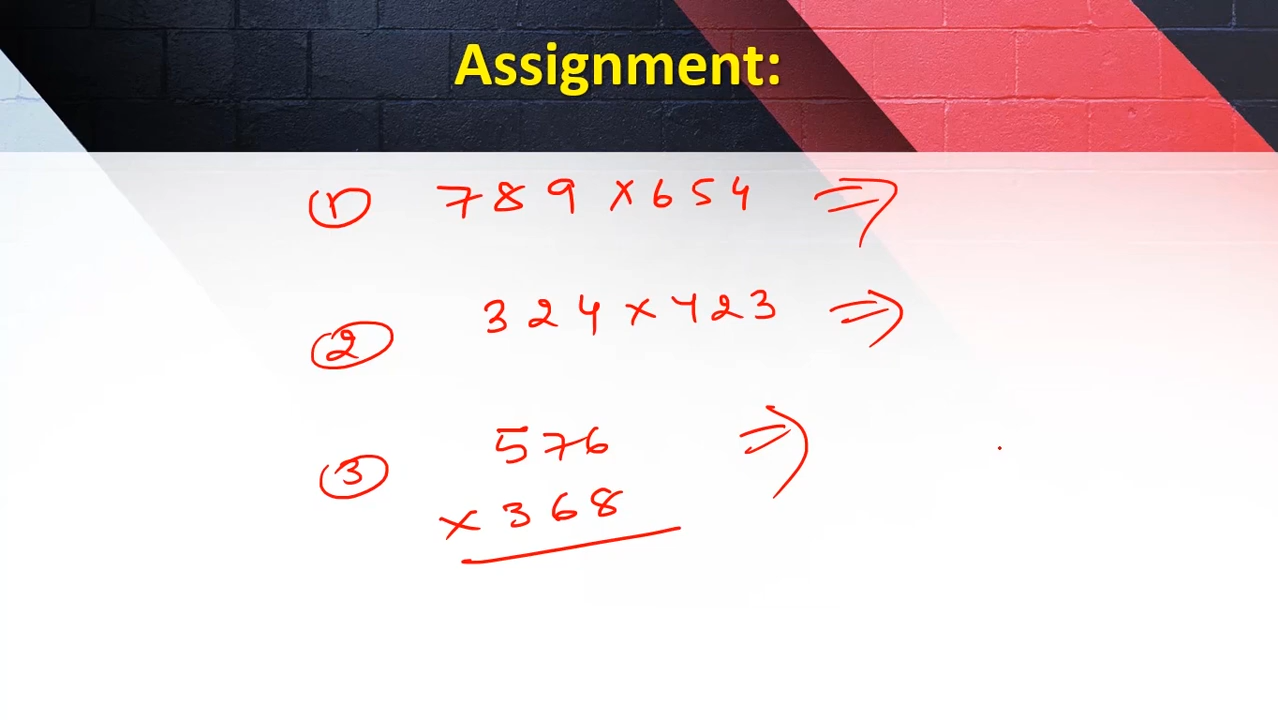 Assignment:
① 789 × 654 ⇒
② 324 × 423 ⇒
③ 576 ⇒
× 368